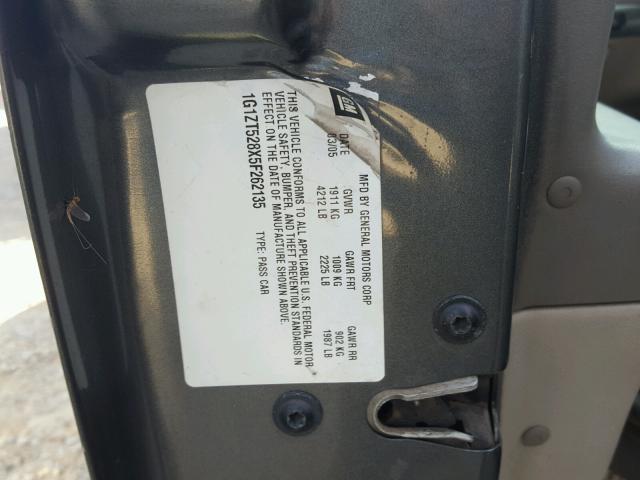 GM
MFD BY GENERAL MOTORS CORP
DATE GVWR GAWR FRT GAWR RR
03/05 1911 KG 1009 KG 902 KG
4212 LB 2225 LB 1987 LB
THIS VEHICLE CONFORMS TO ALL APPLICABLE U.S. FEDERAL MOTOR
VEHICLE SAFETY, BUMPER, AND THEFT PREVENTION STANDARDS IN
EFFECT ON THE DATE OF MANUFACTURE SHOWN ABOVE.
1G1ZT528X5F262135 TYPE: PASS CAR